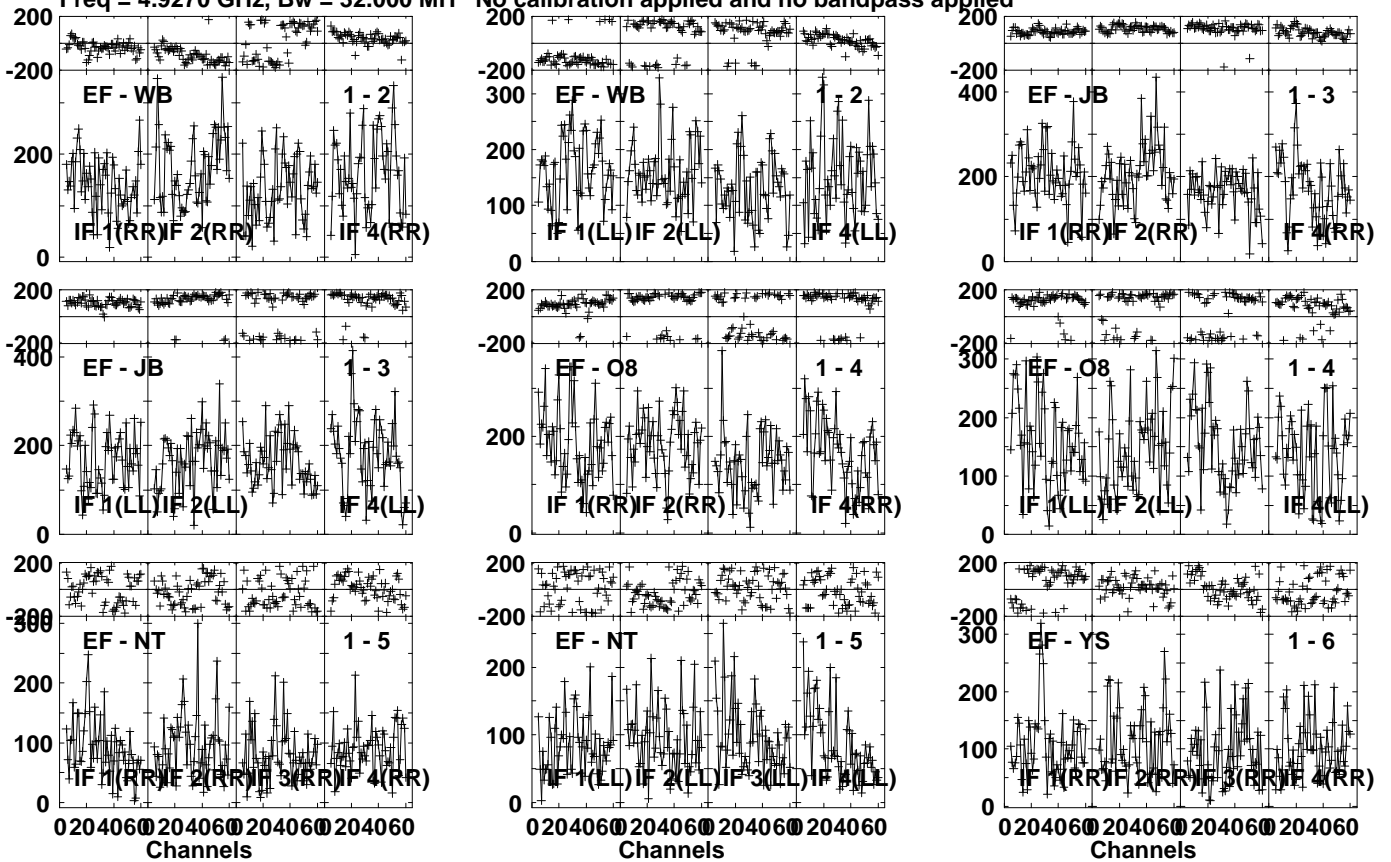 Freq = 4.9270 GHz, Bw = 32.000 MH No calibration applied and no bandpass applied
200
-200
EF - WB 1 - 2
200
0
IF 1(RR) IF 2(RR) IF 4(RR)
200
-200
EF - WB 1 - 2
300
200
100
0
IF 1(LL) IF 2(LL) IF 4(LL)
200
-200
EF - JB 1 - 3
400
200
0
IF 1(RR) IF 2(RR) IF 4(RR)
200
-200
EF - JB 1 - 3
400
200
0
IF 1(LL) IF 2(LL) IF 4(LL)
200
-200
EF - O8 1 - 4
200
0
IF 1(RR) IF 2(RR) IF 4(RR)
200
-200
EF - O8 1 - 4
300
200
100
0
IF 1(LL) IF 2(LL) IF 4(LL)
200
-200
EF - NT 1 - 5
300
200
100
0
IF 1(RR) IF 2(RR) IF 3(RR) IF 4(RR)
0 20 40 60 0 20 40 60 0 20 40 60 0 20 40 60
Channels
200
-200
EF - NT 1 - 5
200
100
0
IF 1(LL) IF 2(LL) IF 3(LL) IF 4(LL)
0 20 40 60 0 20 40 60 0 20 40 60 0 20 40 60
Channels
200
-200
EF - YS 1 - 6
300
200
100
0
IF 1(RR) IF 2(RR) IF 3(RR) IF 4(RR)
0 20 40 60 0 20 40 60 0 20 40 60 0 20 40 60
Channels